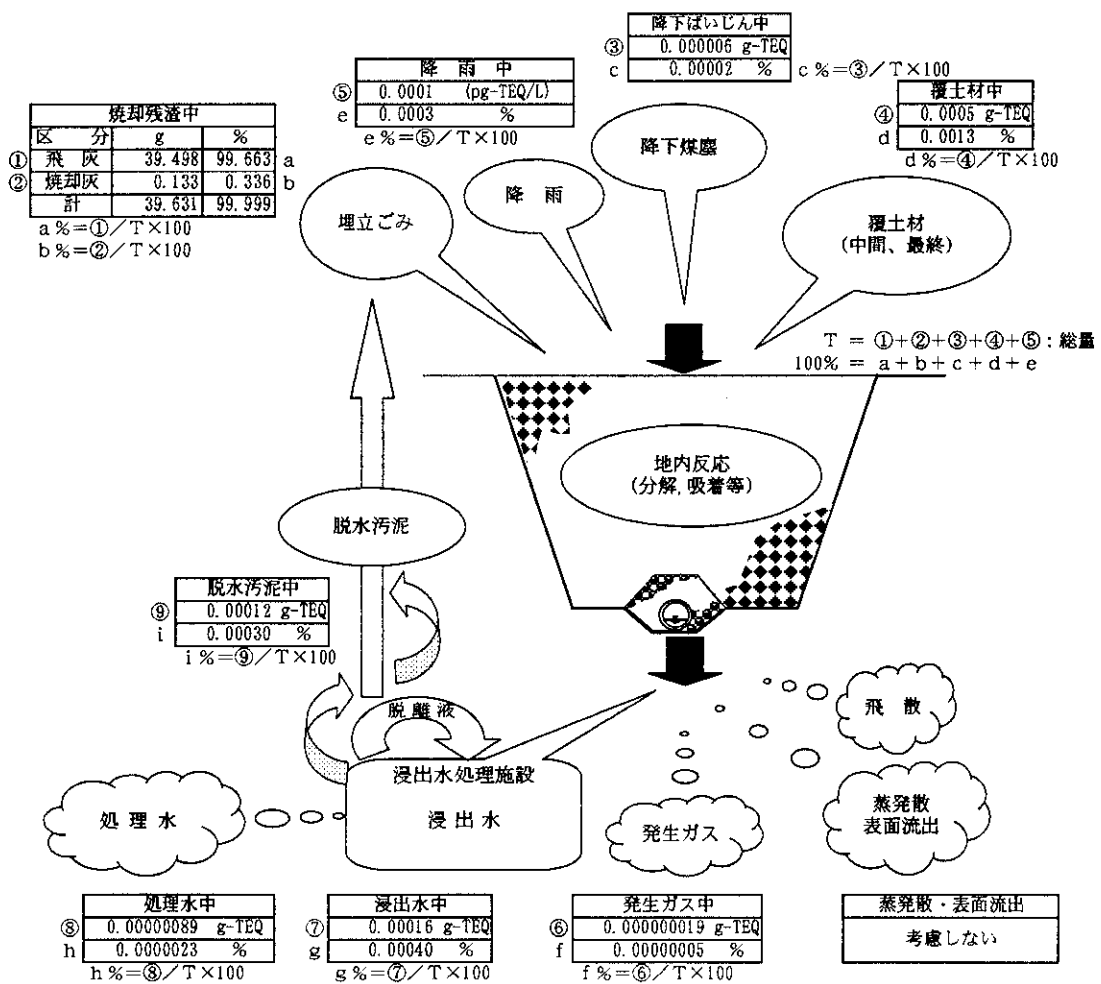 降下ばいじん中
③ 0.000006 g-TEQ
c 0.00002 % c%=③/T×100
降雨中
⑤ 0.0001 (pg-TEQ/L)
e 0.0003 %
e%=⑤/T×100
覆土材中
④ 0.0005 g-TEQ
d 0.0013 %
d%=④/T×100
焼却残渣中
区分 g %
① 飛灰 39.498 99.663 a
② 焼却灰 0.133 0.336 b
計 39.631 99.999
a%=①/T×100
b%=②/T×100
埋立ごみ
降雨
降下煤塵
覆土材
(中間、最終)
T = ①+②+③+④+⑤:総量
100% = a+b+c+d+e
地内反応
(分解,吸着等)
脱水汚泥
脱水汚泥中
⑨ 0.00012 g-TEQ
i 0.00030 %
i%=⑨/T×100
脱離液
浸出水処理施設
浸出水
処理水
発生ガス
飛散
蒸発散
表面流出
処理水中
⑧ 0.00000089 g-TEQ
h 0.0000023 %
h%=⑧/T×100
浸出水中
⑦ 0.00016 g-TEQ
g 0.00040 %
g%=⑦/T×100
発生ガス中
⑥ 0.000000019 g-TEQ
f 0.00000005 %
f%=⑥/T×100
蒸発散・表面流出
考慮しない